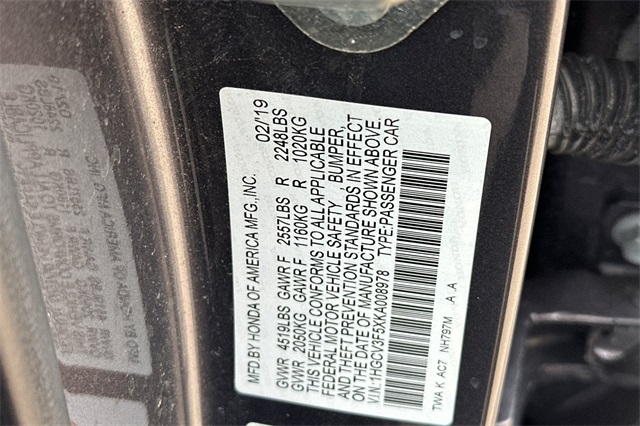 MFD.BY HONDA OF AMERICA MFG.,INC. 02/'19
GVWR 4519LBS GAWR F 2557LBS R 2248LBS
GVWR 2050KG GAWR F 1160KG R 1020KG
THIS VEHICLE CONFORMS TO ALL APPLICABLE
FEDERAL MOTOR VEHICLE SAFETY , BUMPER,
AND THEFT PREVENTION STANDARDS IN EFFECT
ON THE DATE OF MANUFACTURE SHOWN ABOVE.
V.I.N.:1HGCV3F5XKA008978 TYPE:PASSENGER CAR
TWA K ACT NH797M A A